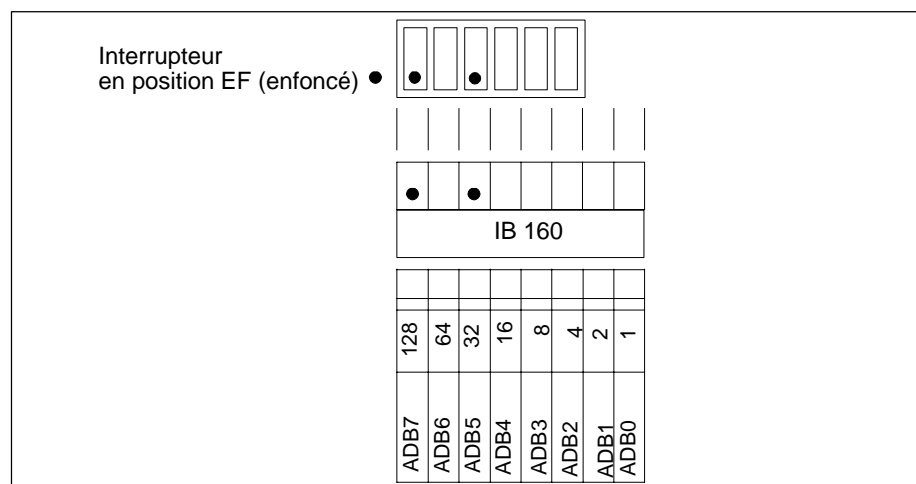 Interrupteur
en position EF (enfoncé)
IB 160
128 64 32 16 8 4 2 1
ADB7 ADB6 ADB5 ADB4 ADB3 ADB2 ADB1 ADB0